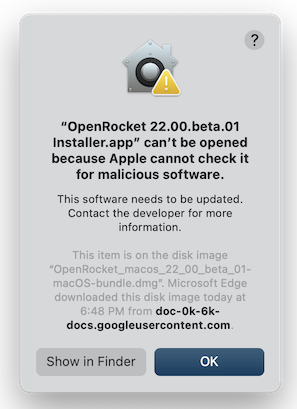 ?
“OpenRocket 22.00.beta.01
Installer.app” can’t be opened
because Apple cannot check it
for malicious software.
This software needs to be updated.
Contact the developer for more
information.
This item is on the disk image
“OpenRocket_macos_22_00_beta_01-
macOS-bundle.dmg”. Microsoft Edge
downloaded this disk image today at
6:48 PM from doc-0k-6k-
docs.googleusercontent.com.
Show in Finder OK